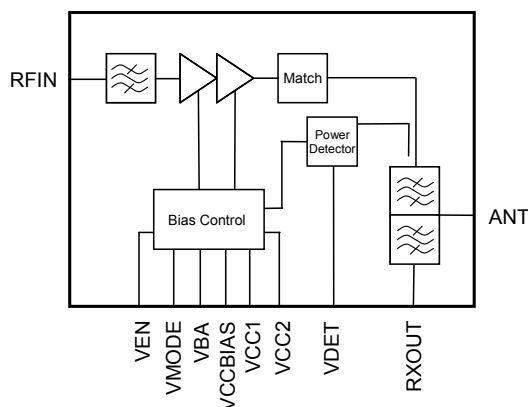 RFIN
Match
Power
Detector
Bias Control
ANT
VEN
VMODE
VBA
VCCBIAS
VCC1
VCC2
VDET
RXOUT